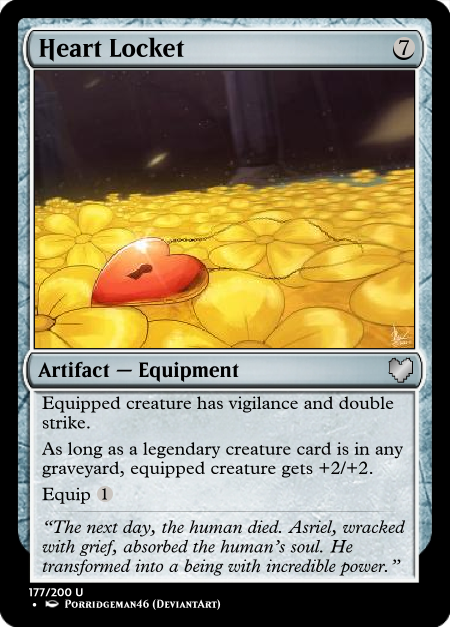 Heart Locket 7
Artifact — Equipment
Equipped creature has vigilance and double
strike.
As long as a legendary creature card is in any
graveyard, equipped creature gets +2/+2.
Equip 1
“The next day, the human died. Asriel, wracked
with grief, absorbed the human’s soul. He
transformed into a being with incredible power.”
177/200 U
• Porridgeman46 (DeviantArt)